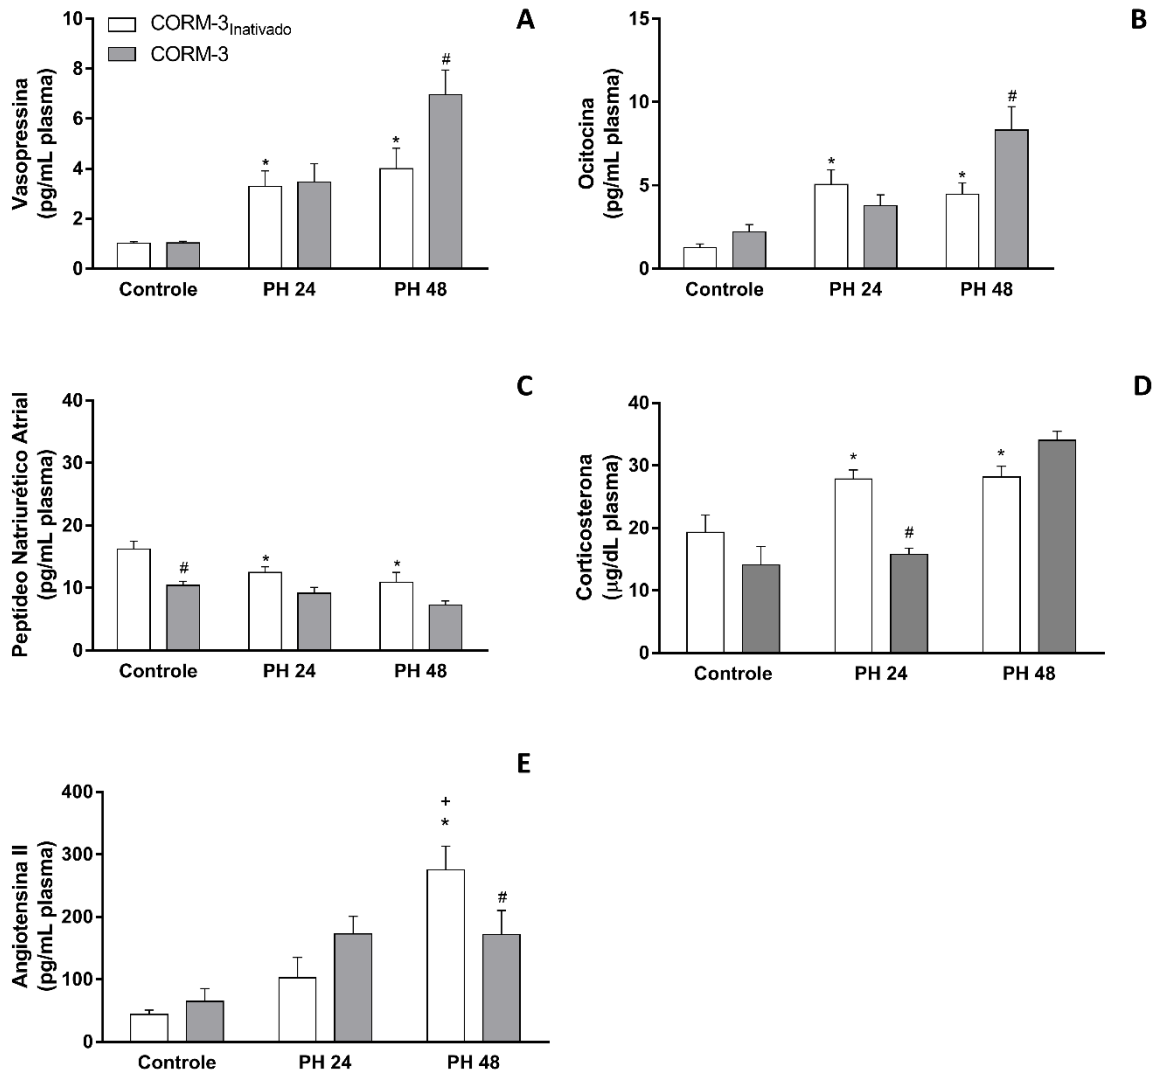 A
CORM-3Inativado
CORM-3
Vasopressina
(pg/mL plasma)
10
8
6
4
2
0
*
*
#
Controle PH 24 PH 48
B
Ocitocina
(pg/mL plasma)
15
10
5
0
*
*
#
Controle PH 24 PH 48
C
Peptídeo Natriurético Atrial
(pg/mL plasma)
40
30
20
10
0
#
*
*
Controle PH 24 PH 48
D
Corticosterona
(µg/dL plasma)
40
30
20
10
0
*
#
*
Controle PH 24 PH 48
E
Angiotensina II
(pg/mL plasma)
400
300
200
100
0
+
*
#
Controle PH 24 PH 48